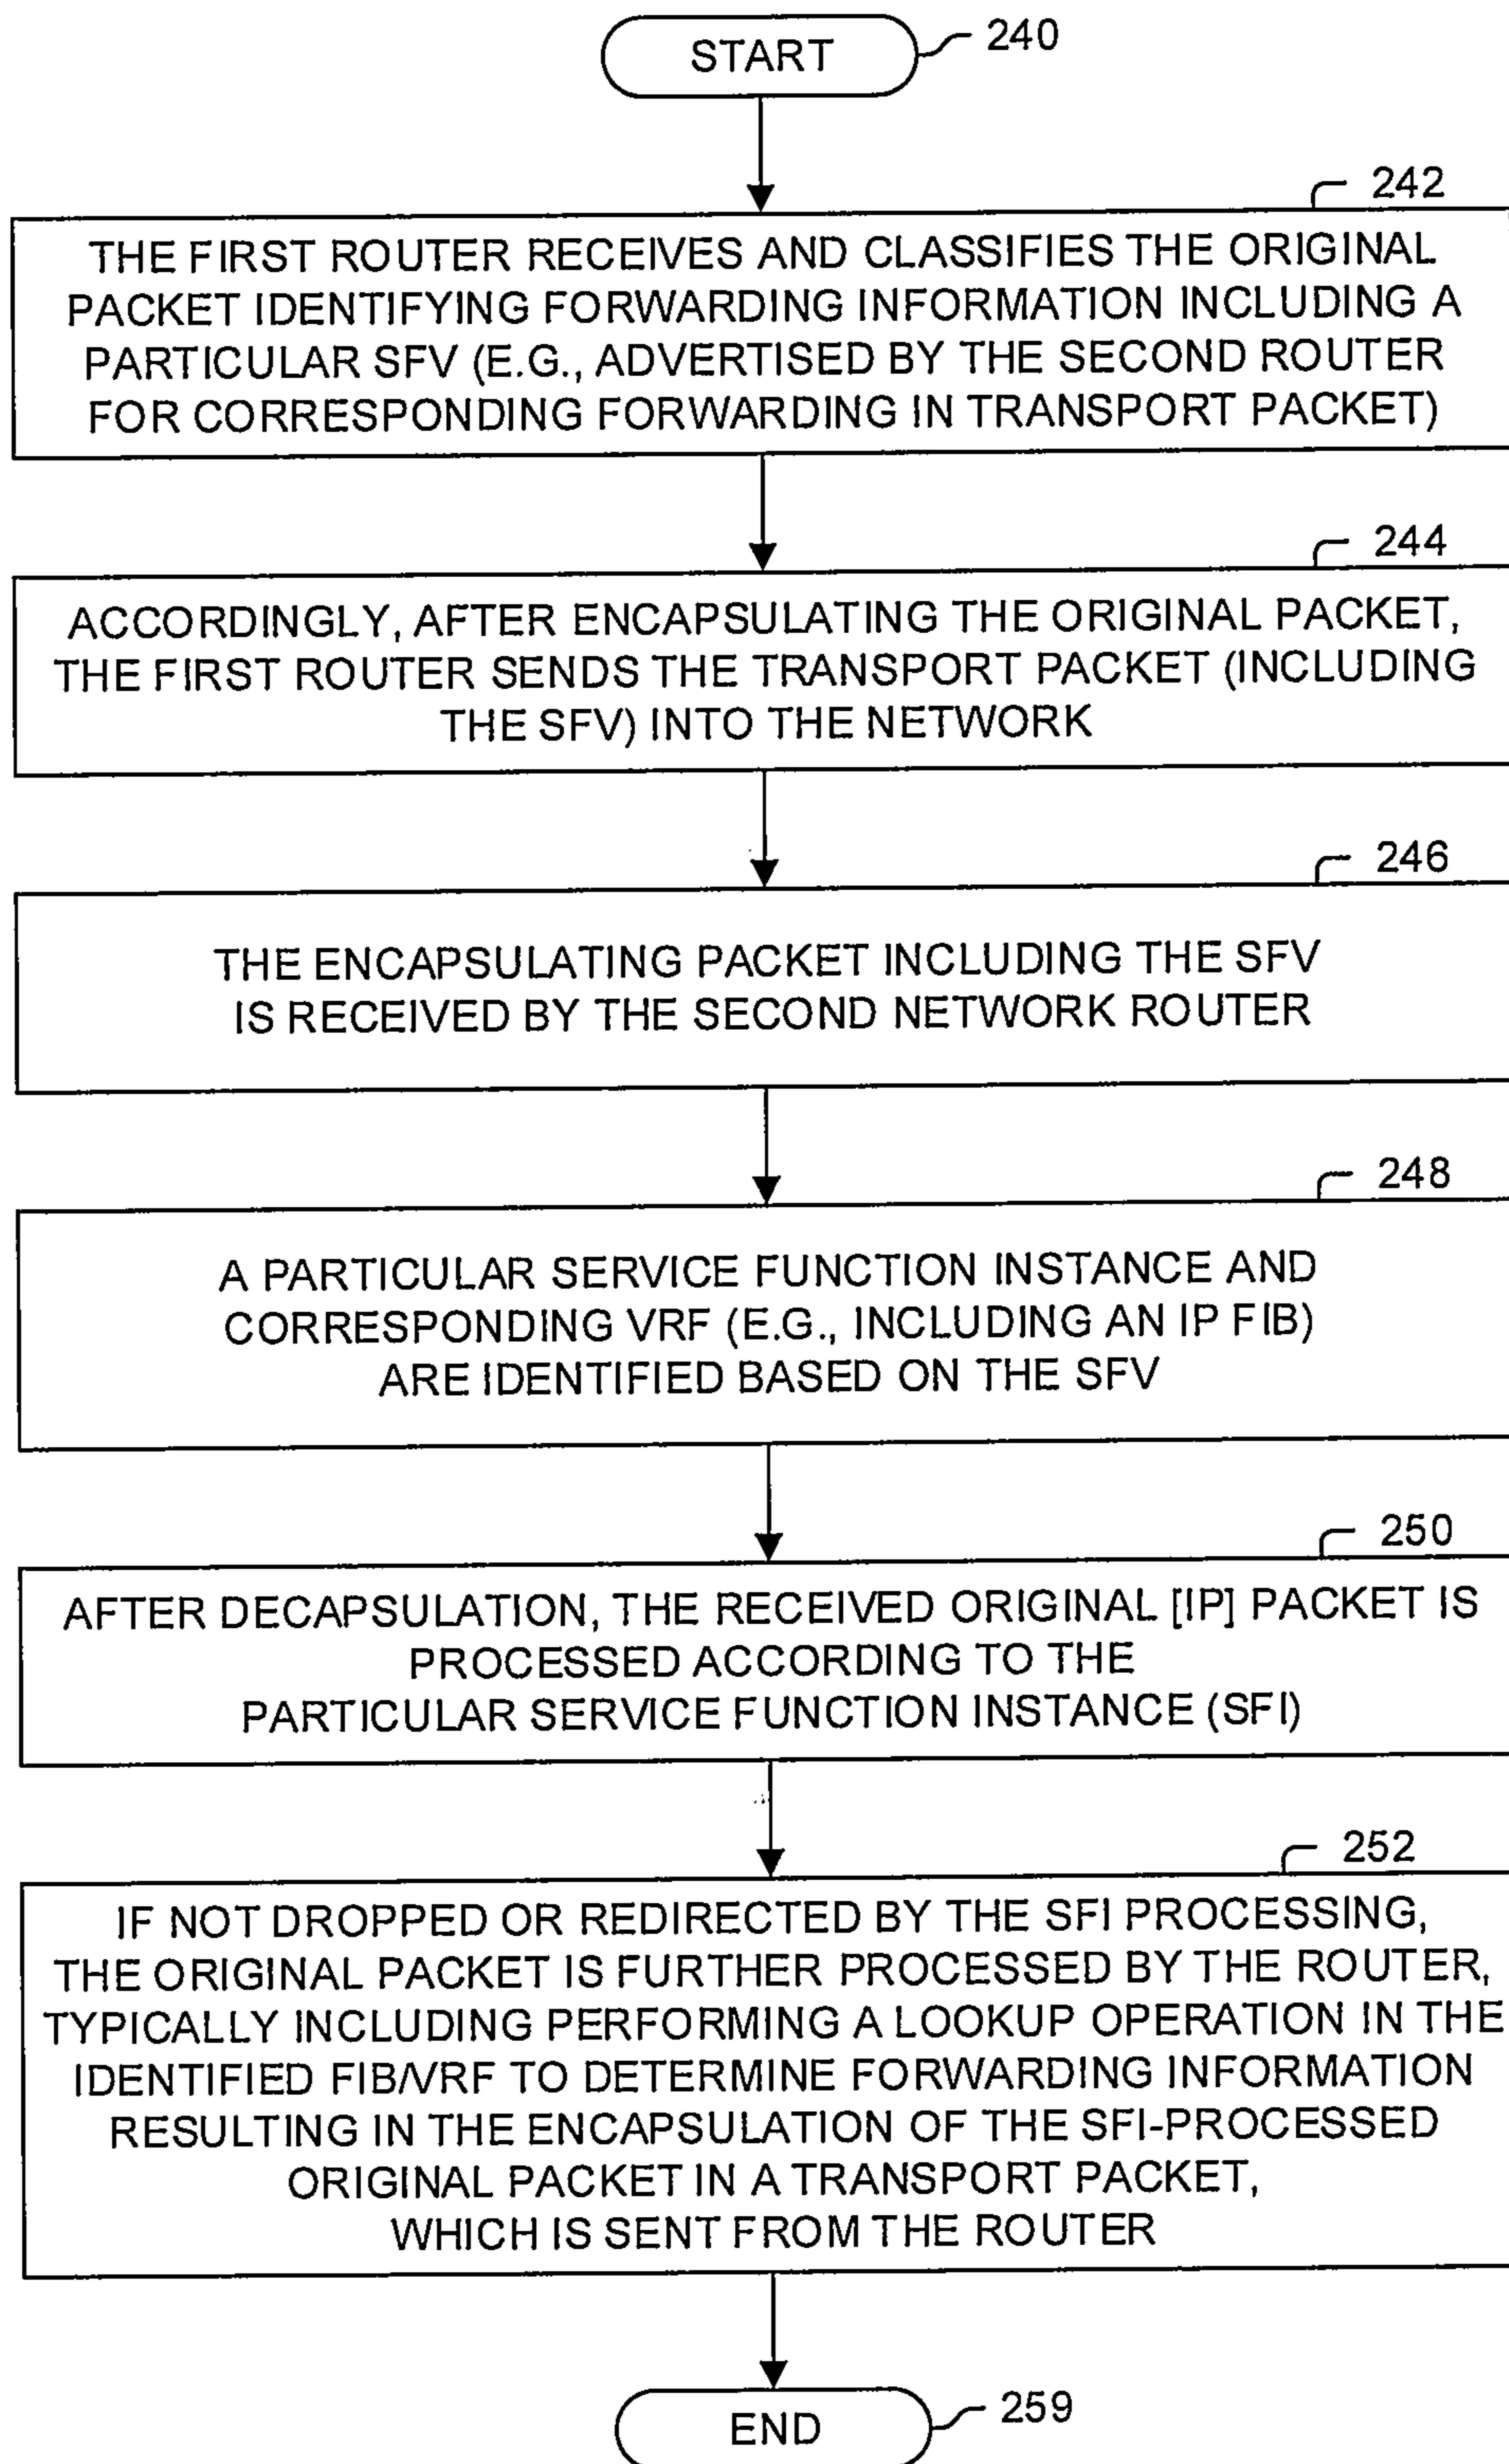 START
240
242
THE FIRST ROUTER RECEIVES AND CLASSIFIES THE ORIGINAL
PACKET IDENTIFYING FORWARDING INFORMATION INCLUDING A
PARTICULAR SFV (E.G., ADVERTISED BY THE SECOND ROUTER
FOR CORRESPONDING FORWARDING IN TRANSPORT PACKET)
244
ACCORDINGLY, AFTER ENCAPSULATING THE ORIGINAL PACKET,
THE FIRST ROUTER SENDS THE TRANSPORT PACKET (INCLUDING
THE SFV) INTO THE NETWORK
246
THE ENCAPSULATING PACKET INCLUDING THE SFV
IS RECEIVED BY THE SECOND NETWORK ROUTER
248
A PARTICULAR SERVICE FUNCTION INSTANCE AND
CORRESPONDING VRF (E.G., INCLUDING AN IP FIB)
ARE IDENTIFIED BASED ON THE SFV
250
AFTER DECAPSULATION, THE RECEIVED ORIGINAL [IP] PACKET IS
PROCESSED ACCORDING TO THE
PARTICULAR SERVICE FUNCTION INSTANCE (SFI)
252
IF NOT DROPPED OR REDIRECTED BY THE SFI PROCESSING,
THE ORIGINAL PACKET IS FURTHER PROCESSED BY THE ROUTER,
TYPICALLY INCLUDING PERFORMING A LOOKUP OPERATION IN THE
IDENTIFIED FIB/VRF TO DETERMINE FORWARDING INFORMATION
RESULTING IN THE ENCAPSULATION OF THE SFI-PROCESSED
ORIGINAL PACKET IN A TRANSPORT PACKET,
WHICH IS SENT FROM THE ROUTER
END
259